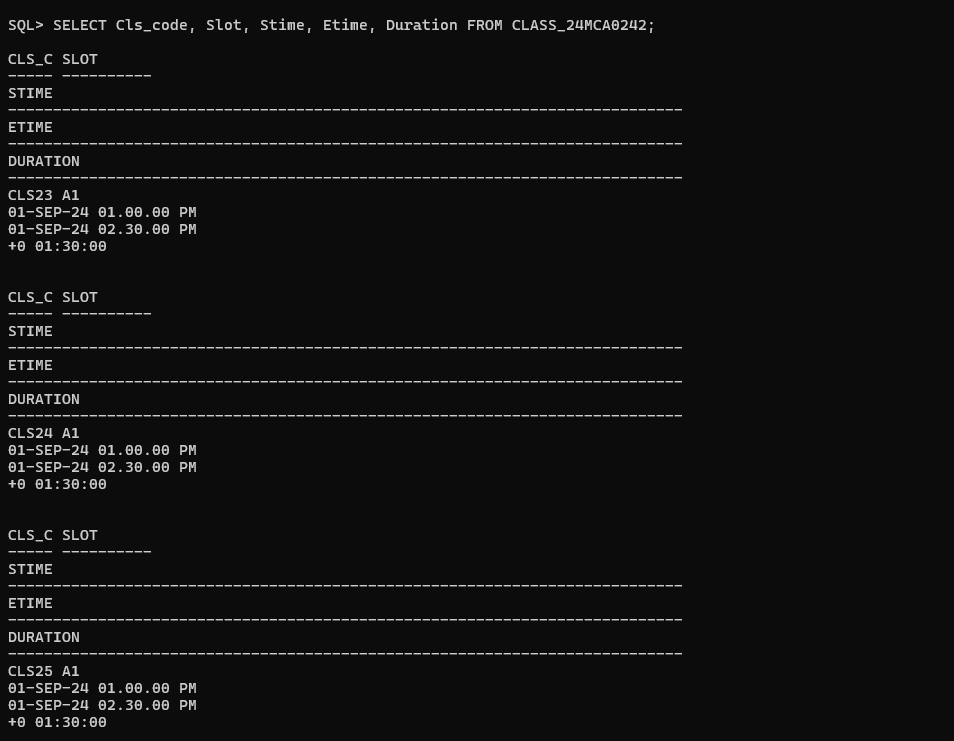 SQL> SELECT Cls_code, Slot, Stime, Etime, Duration FROM CLASS_24MCA0242;
CLS_C SLOT
----- ----------
STIME
---------------------------------------------------------------------------
ETIME
---------------------------------------------------------------------------
DURATION
---------------------------------------------------------------------------
CLS23 A1
01-SEP-24 01.00.00 PM
01-SEP-24 02.30.00 PM
+0 01:30:00
CLS_C SLOT
----- ----------
STIME
---------------------------------------------------------------------------
ETIME
---------------------------------------------------------------------------
DURATION
---------------------------------------------------------------------------
CLS24 A1
01-SEP-24 01.00.00 PM
01-SEP-24 02.30.00 PM
+0 01:30:00
CLS_C SLOT
----- ----------
STIME
---------------------------------------------------------------------------
ETIME
---------------------------------------------------------------------------
DURATION
---------------------------------------------------------------------------
CLS25 A1
01-SEP-24 01.00.00 PM
01-SEP-24 02.30.00 PM
+0 01:30:00